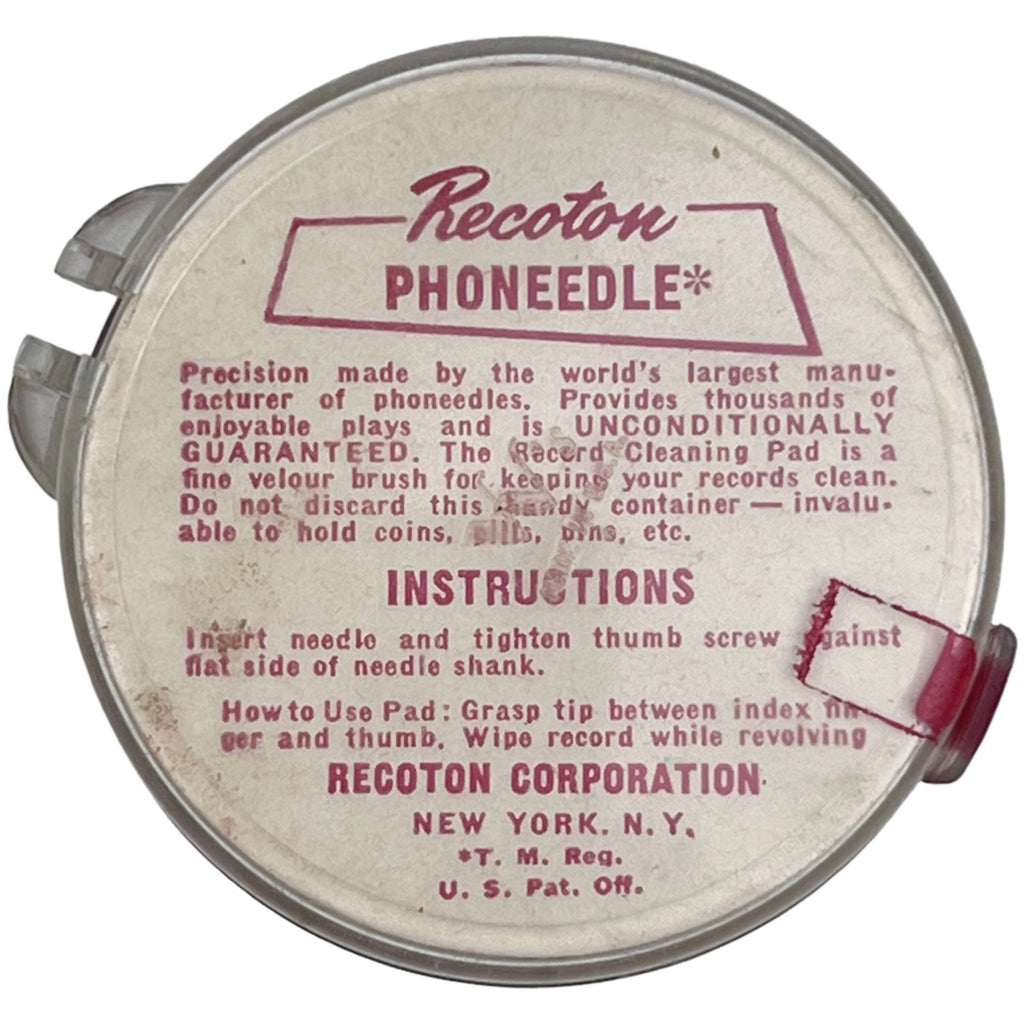 Recoton
PHONEEDLE*
Precision made by the world's largest manu-
facturer of phoneedles. Provides thousands of
enjoyable plays and is UNCONDITIONALLY
GUARANTEED. The Record Cleaning Pad is a
fine velour brush for keeping your records clean.
Do not discard this handy container — invalu-
able to hold coins, pills, pins, etc.
INSTRUCTIONS
Insert needle and tighten thumb screw against
flat side of needle shank.
How to Use Pad: Grasp tip between index fin-
ger and thumb. Wipe record while revolving
RECOTON CORPORATION
NEW YORK. N. Y.
*T. M. Reg.
U. S. Pat. Off.